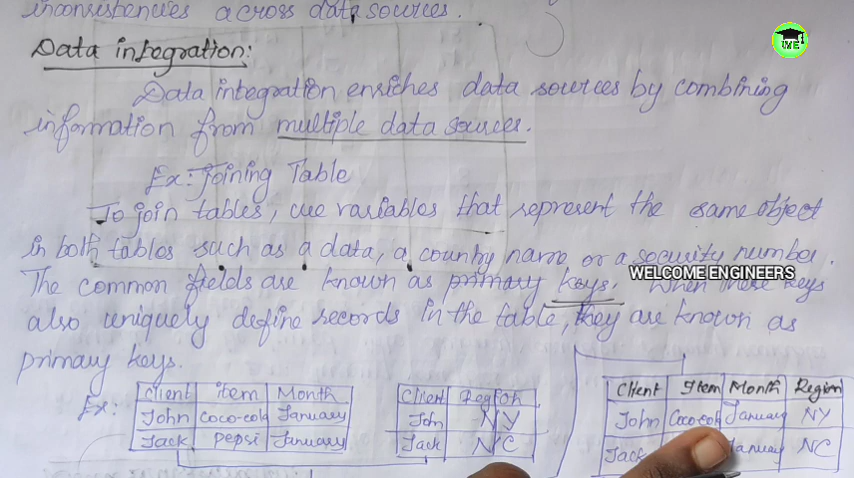 inconsistencies across data sources.
IME
Data integration:
Data integration enriches data sources by combining
information from multiple data sources.
Ex: Joining Table
To join tables, use variables that represent the same object
in both tables such as a data, a country name or a security number.
The common fields are known as primary keys. When these keys
WELCOME ENGINEERS
also uniquely define records in the table, they are known as
primary keys.
Ex:
Client Item Month
John Coco-cola January
Jack pepsi January
Client Region
John NY
Jack NC
Client Item Month Region
John Coco-cola January NY
Jack January NC